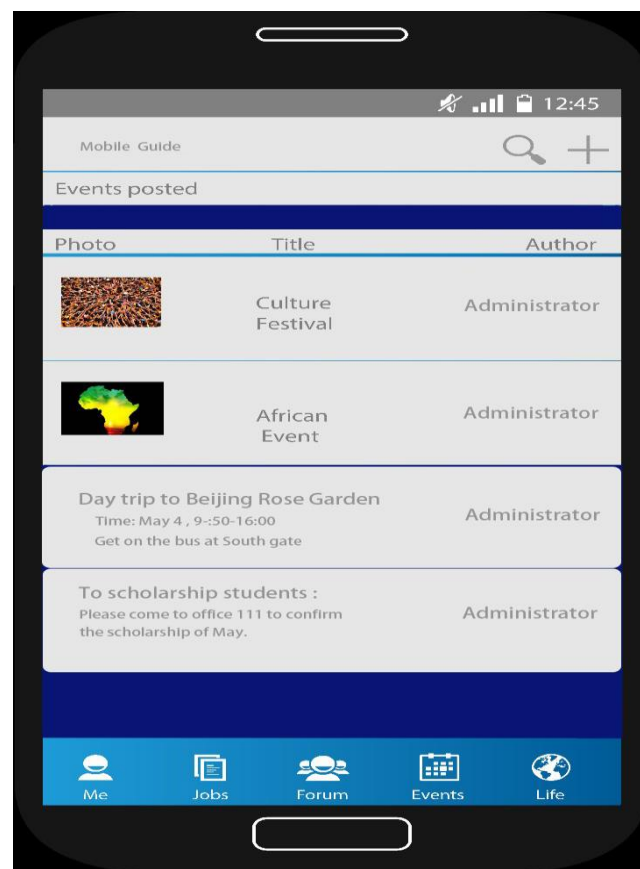 12:45
Mobile Guide
Events posted
Photo Title Author
Culture
Festival
Administrator
African
Event
Administrator
Day trip to Beijing Rose Garden
Time: May 4 , 9-:50-16:00
Get on the bus at South gate
Administrator
To scholarship students :
Please come to office 111 to confirm
the scholarship of May.
Administrator
Me Jobs Forum Events Life